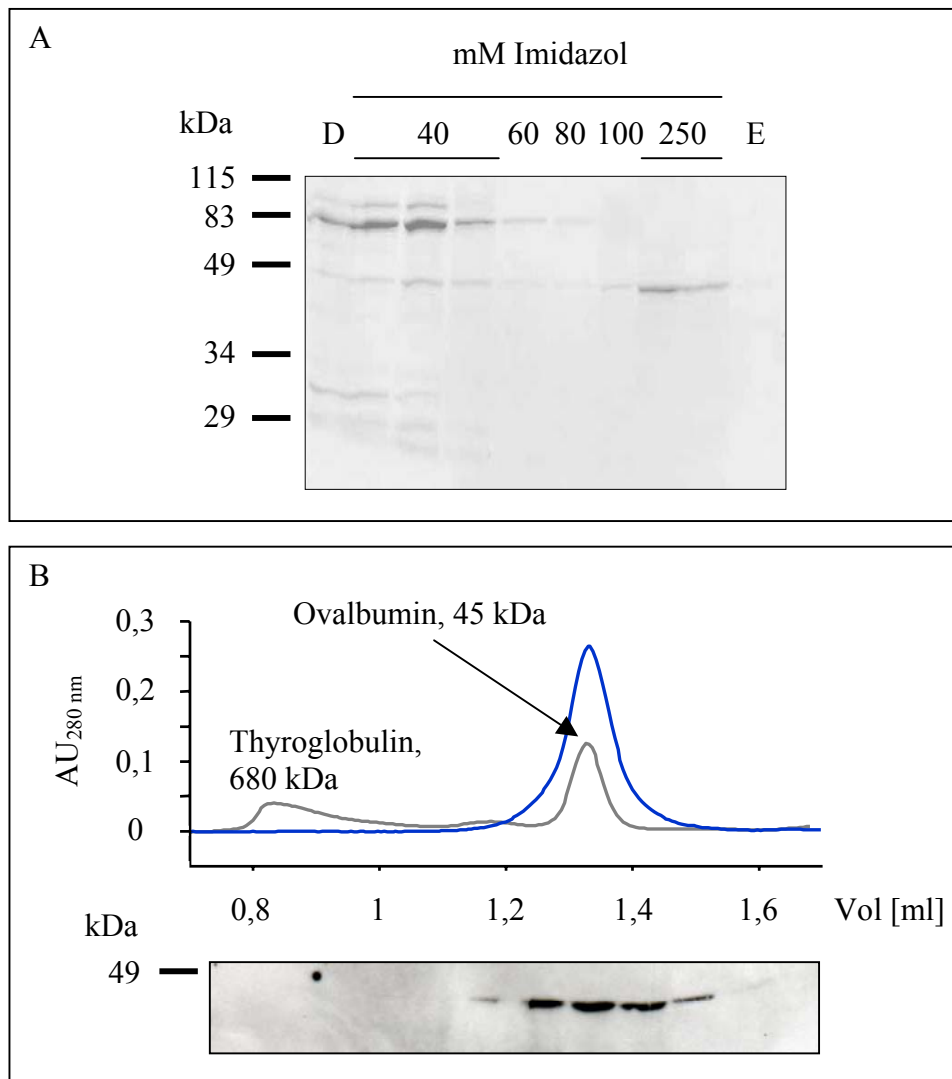 A
mM Imidazol
kDa D 40 60 80 100 250 E
115
83
49
34
29
B
0,3
Ovalbumin, 45 kDa
0,2
AU280 nm
Thyroglobulin,
0,1
680 kDa
0
0,8 1 1,2 1,4 1,6 Vol [ml]
kDa
49